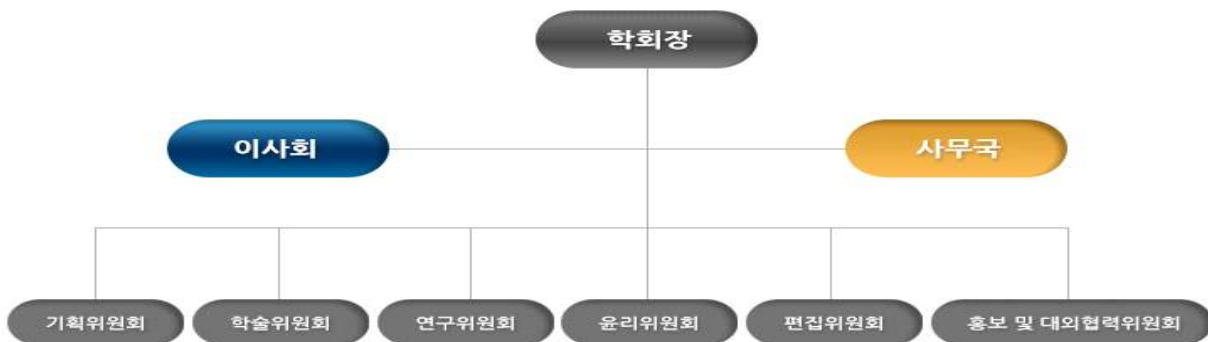 학회장
이사회
사무국
기획위원회
학술위원회
연구위원회
윤리위원회
편집위원회
홍보 및 대외협력위원회